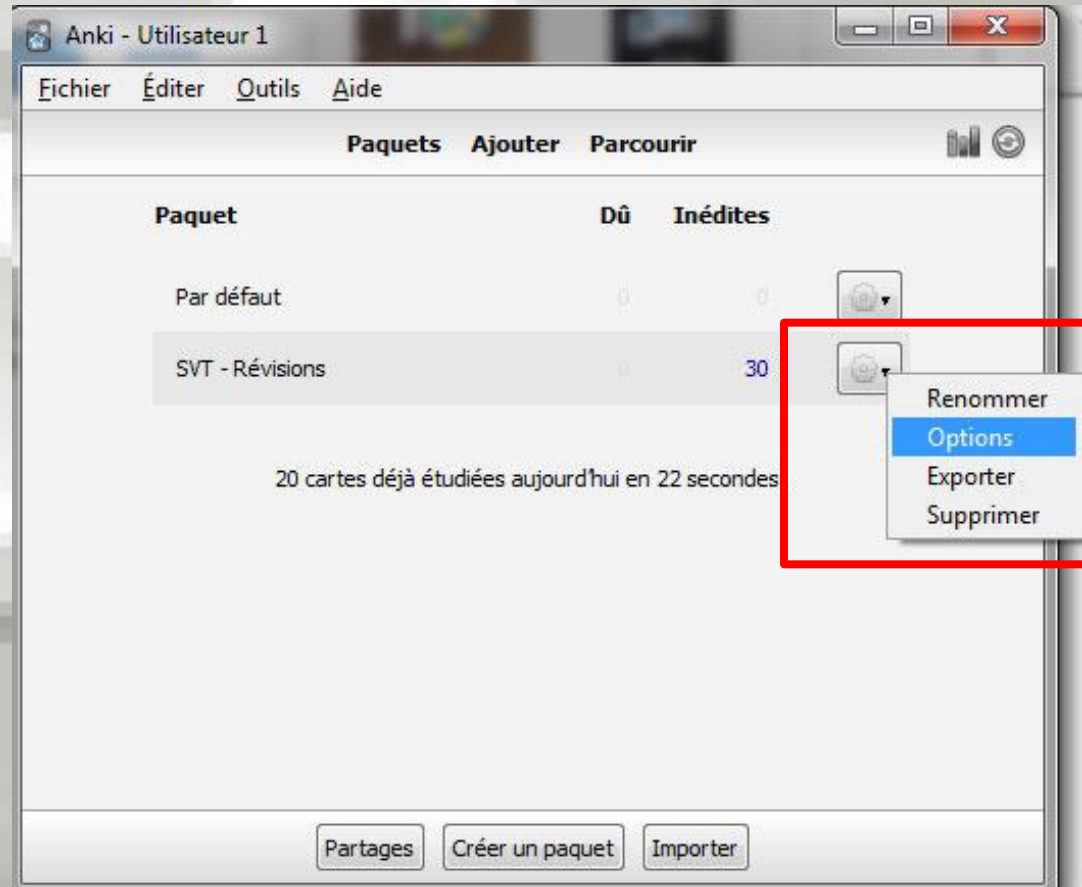 Anki - Utilisateur 1
Fichier Éditer Outils Aide
Paquets Ajouter Parcourir
Paquet Dû Inédites
Par défaut 0 0
SVT - Révisions 0 30
Renommer
Options
Exporter
Supprimer
20 cartes déjà étudiées aujourd'hui en 22 secondes
Partages Créer un paquet Importer